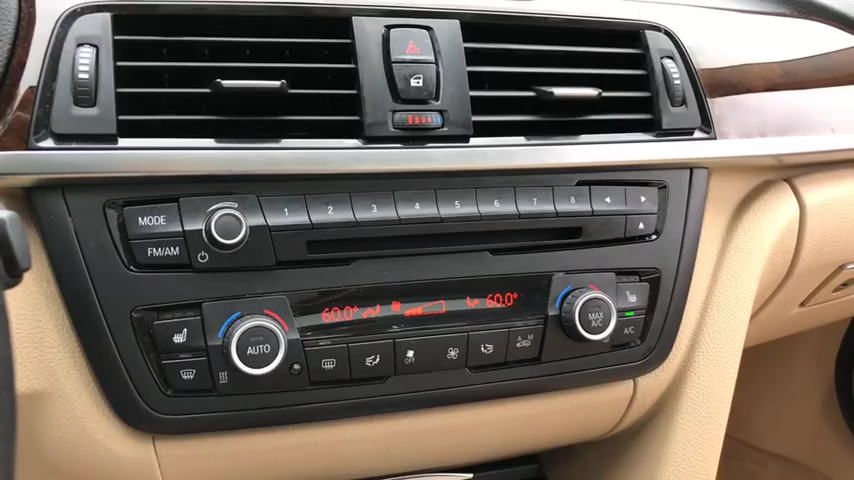 MODE 1 2 3 4 5 6 7 8
FM/AM
60.0° 60.0°
AUTO MAX A/C
OFF A M A/C